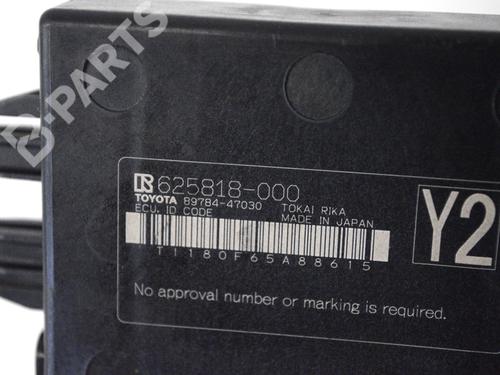 B-PARTS
625818-000
TOYOTA 89784-47030 TOKAI RIKA
ECU. ID CODE MADE IN JAPAN
T1180F65A88615
Y2
No approval number or marking is required.